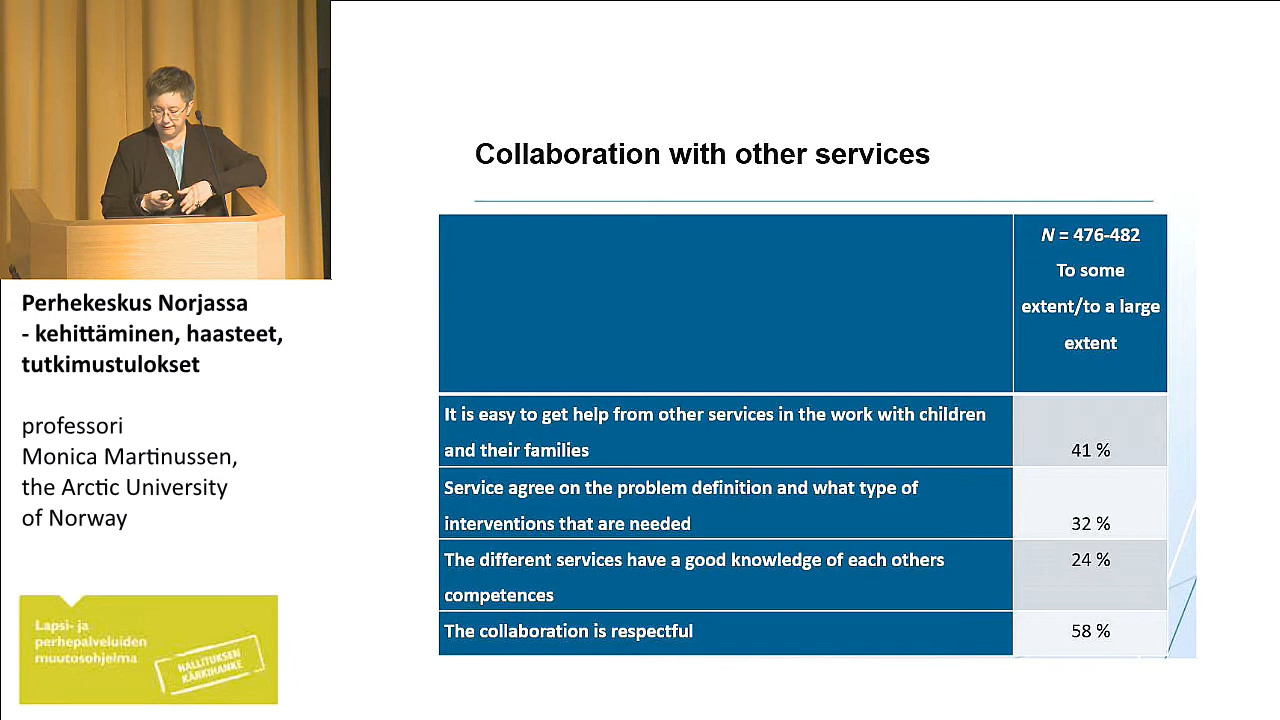 Perhekeskus Norjassa
- kehittäminen, haasteet,
tutkimustulokset
professori
Monica Martinussen,
the Arctic University
of Norway
Lapsi- ja
perhepalveluiden
muutosohjelma
HALLITUKSEN
KÄRKIHANKE
Collaboration with other services
N = 476-482
To some
extent/to a large
extent
It is easy to get help from other services in the work with children
and their families
41 %
Service agree on the problem definition and what type of
interventions that are needed
32 %
The different services have a good knowledge of each others
competences
24 %
The collaboration is respectful
58 %